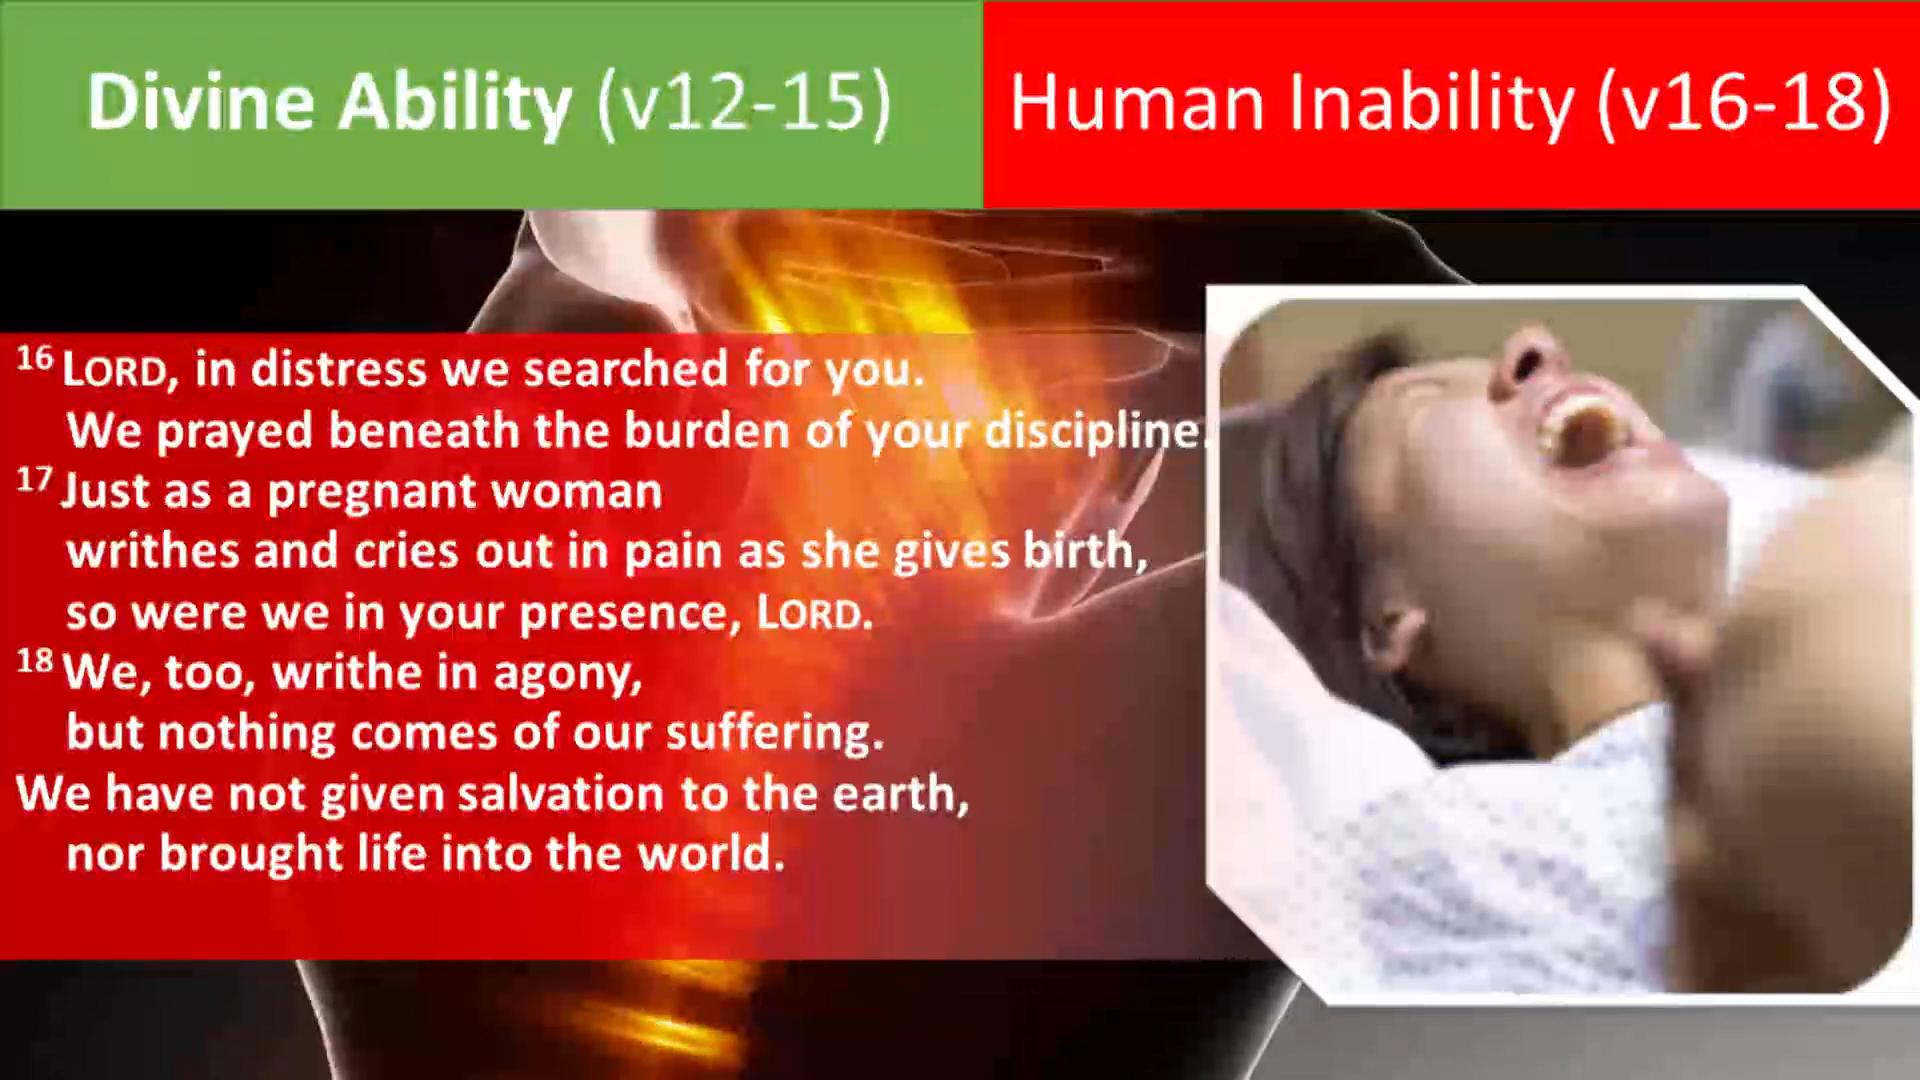 Divine Ability (v12-15)
Human Inability (v16-18)
16 LORD, in distress we searched for you.
We prayed beneath the burden of your discipline.
17 Just as a pregnant woman
writhes and cries out in pain as she gives birth,
so were we in your presence, LORD.
18 We, too, writhe in agony,
but nothing comes of our suffering.
We have not given salvation to the earth,
nor brought life into the world.